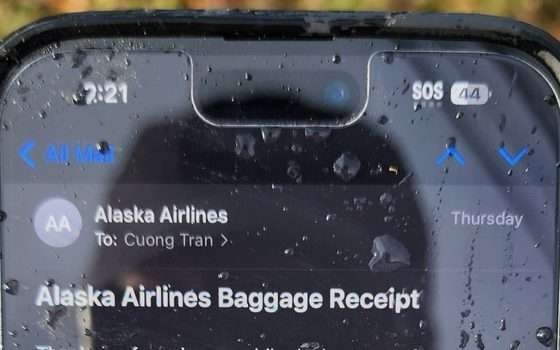 7:21
SOS 44
All Mail
AA
Alaska Airlines
To: Cuong Tran
Thursday
Alaska Airlines Baggage Receipt